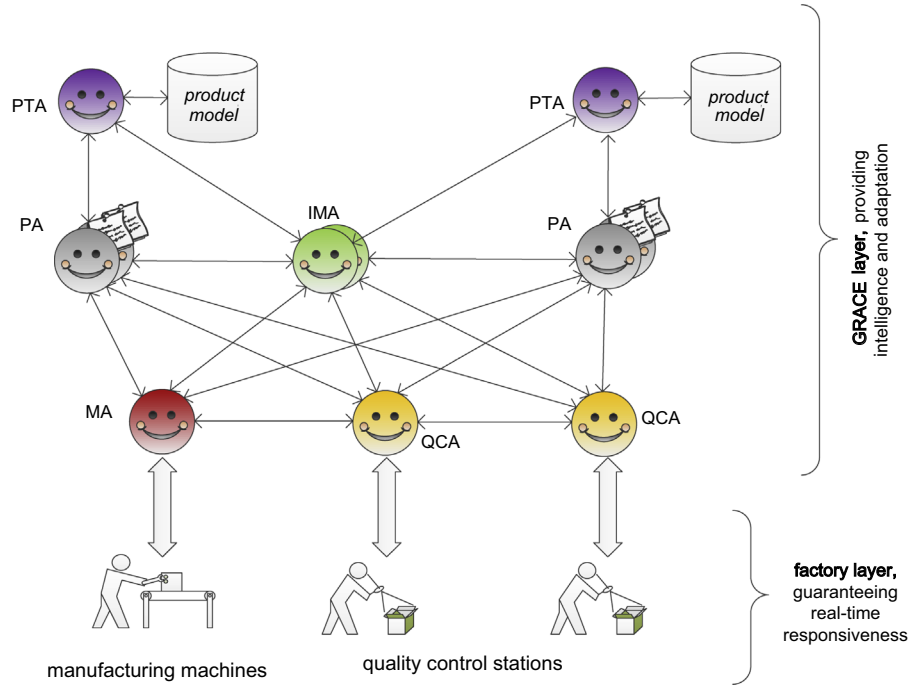 PTA
product
model
PTA
product
model
PA
IMA
PA
GRACE layer, providing
intelligence and adaptation
MA
QCA
QCA
factory layer,
guaranteeing
real-time
responsiveness
manufacturing machines
quality control stations